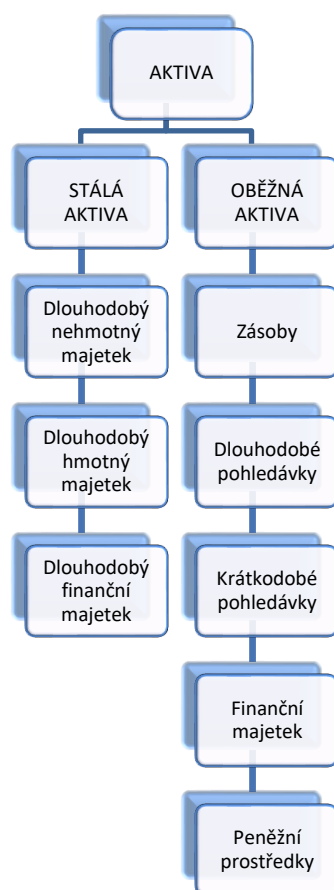 AKTIVA
STÁLÁ
AKTIVA
Dlouhodobý
nehmotný
majetek
Dlouhodobý
hmotný
majetek
Dlouhodobý
finanční
majetek
OBĚŽNÁ
AKTIVA
Zásoby
Dlouhodobé
pohledávky
Krátkodobé
pohledávky
Finanční
majetek
Peněžní
prostředky